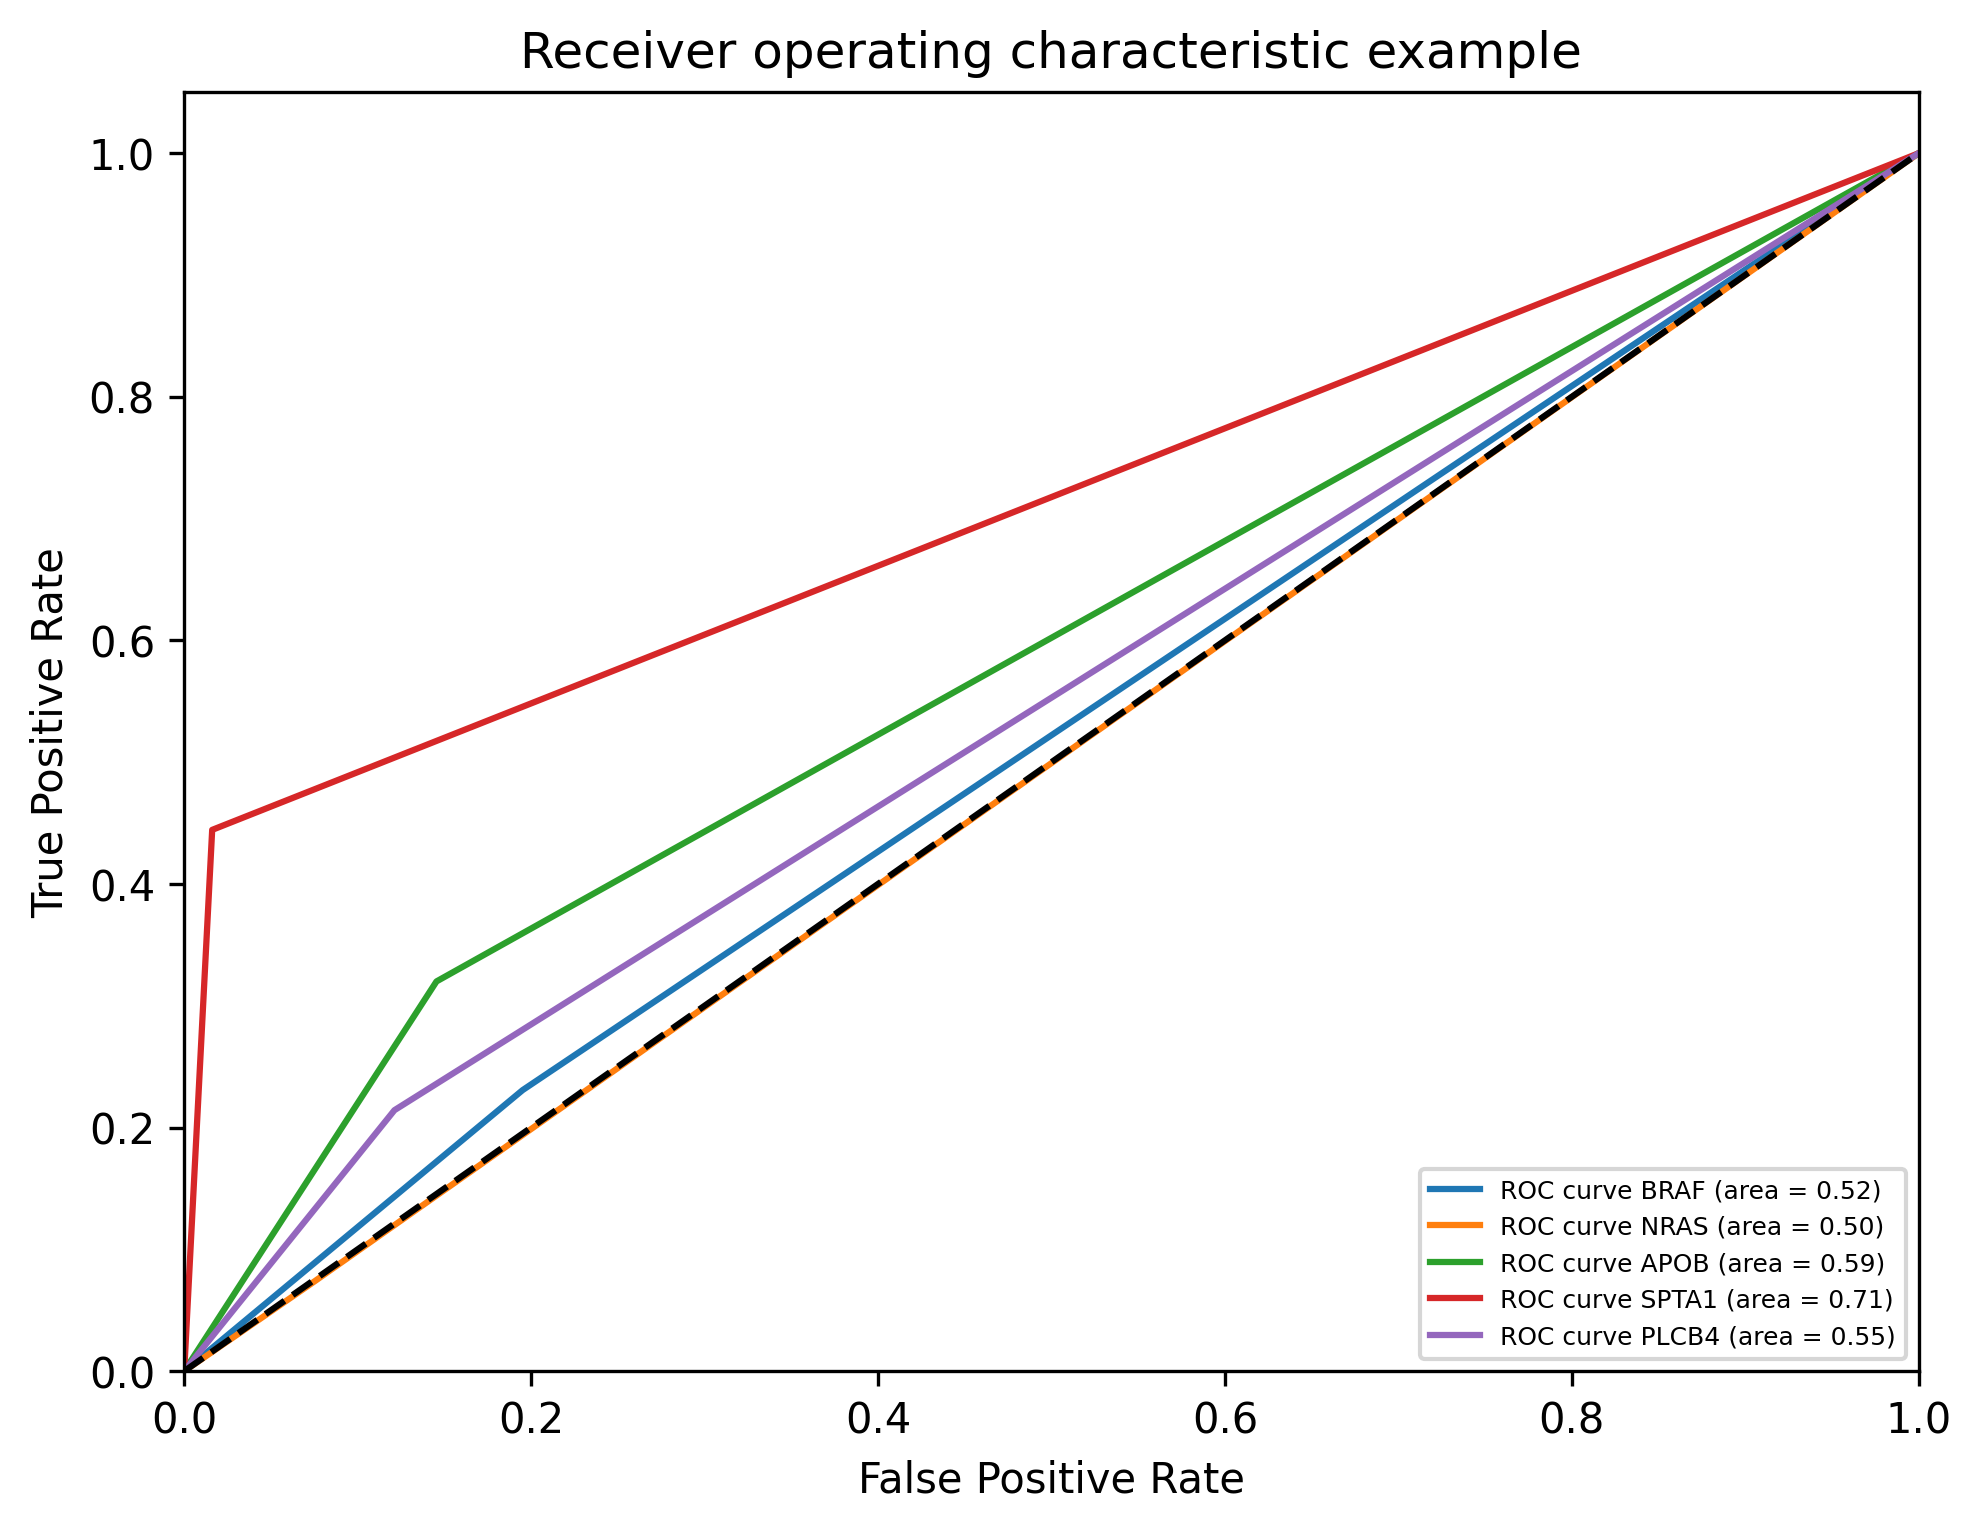 Receiver operating characteristic example
True Positive Rate
1.0
0.8
0.6
0.4
0.2
0.0
ROC curve BRAF (area = 0.52)
ROC curve NRAS (area = 0.50)
ROC curve APOB (area = 0.59)
ROC curve SPTA1 (area = 0.71)
ROC curve PLCB4 (area = 0.55)
0.0 0.2 0.4 0.6 0.8 1.0
False Positive Rate